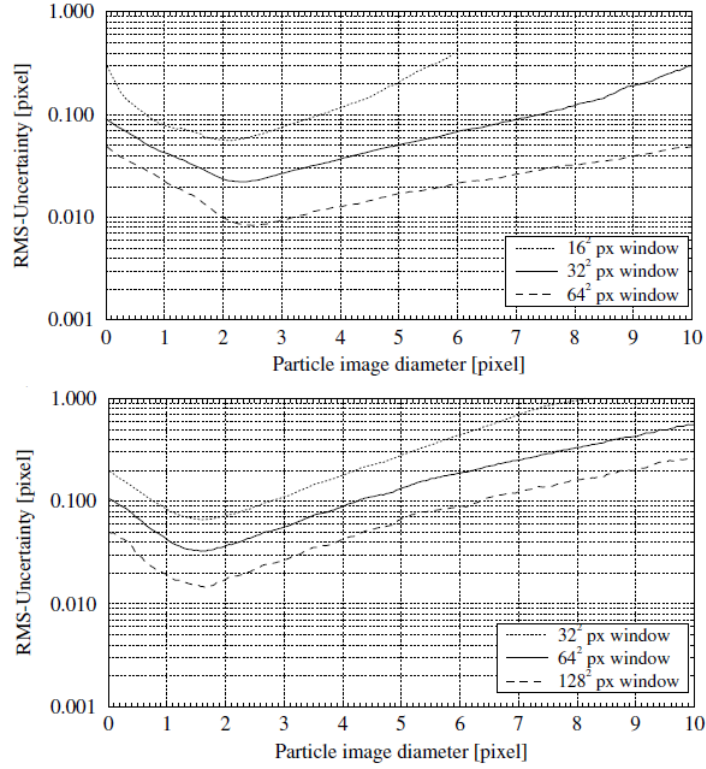 1.000
0.100
0.010
0.001
RMS-Uncertainty [pixel]
16² px window
32² px window
64² px window
0 1 2 3 4 5 6 7 8 9 10
Particle image diameter [pixel]
1.000
0.100
0.010
0.001
RMS-Uncertainty [pixel]
32² px window
64² px window
128² px window
0 1 2 3 4 5 6 7 8 9 10
Particle image diameter [pixel]